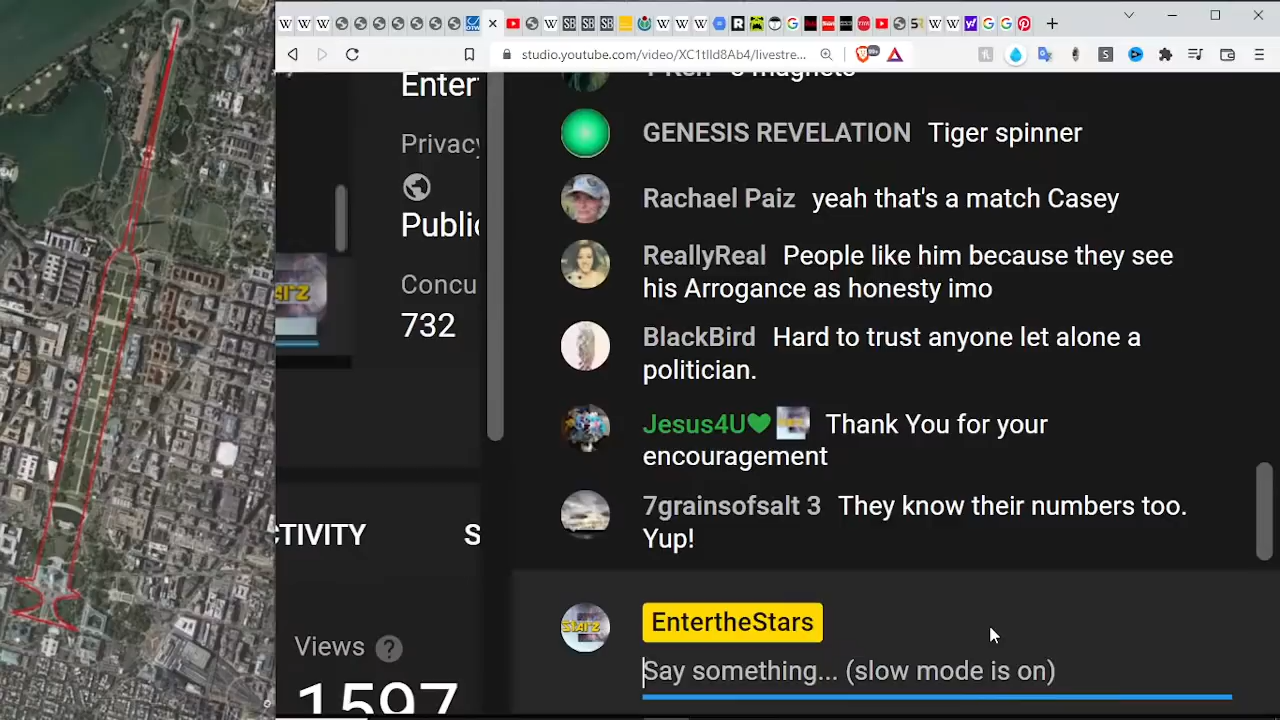 studio.youtube.com/video/XC1tlld8Ab4/livestre...
99+
Enter
Privacy
Public
Concu
732
CTIVITY
S
Views
1597
s magnets
GENESIS REVELATION Tiger spinner
Rachael Paiz yeah that's a match Casey
ReallyReal People like him because they see
his Arrogance as honesty imo
BlackBird Hard to trust anyone let alone a
politician.
Jesus4U Thank You for your
encouragement
7grainsofsalt 3 They know their numbers too.
Yup!
EntertheStars
Say something... (slow mode is on)